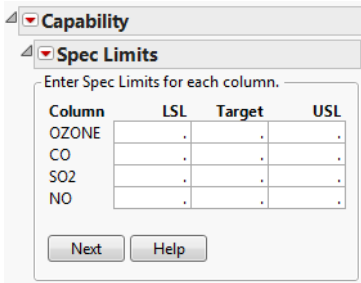 Capability
Spec Limits
Enter Spec Limits for each column.
Column LSL Target USL
OZONE . . .
CO . . .
SO2 . . .
NO . . .
Next Help